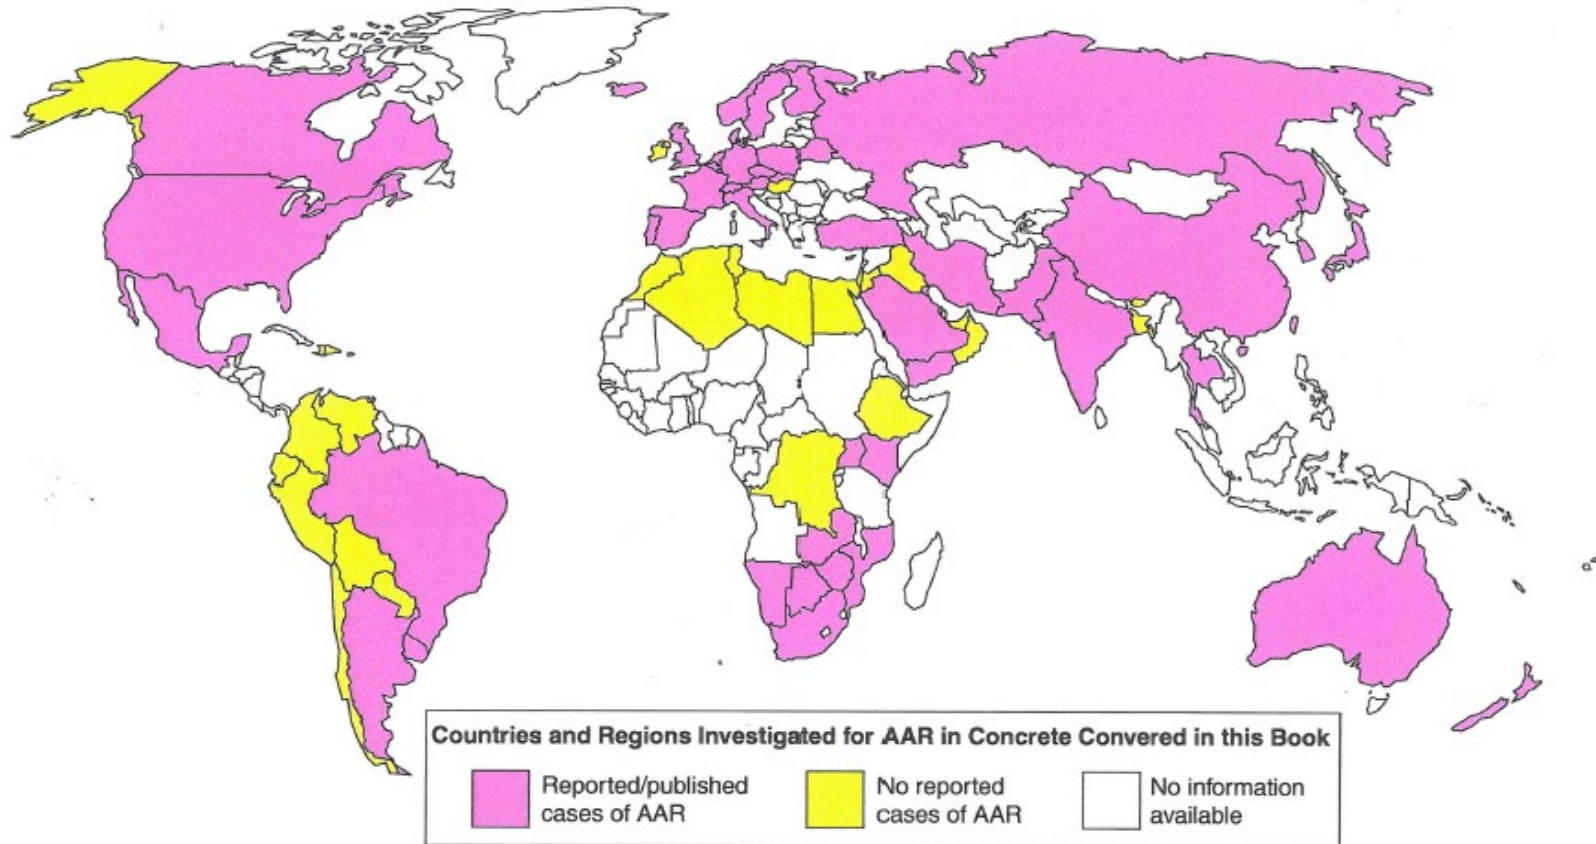 Countries and Regions Investigated for AAR in Concrete Convered in this Book
Reported/published
cases of AAR
No reported
cases of AAR
No information
available